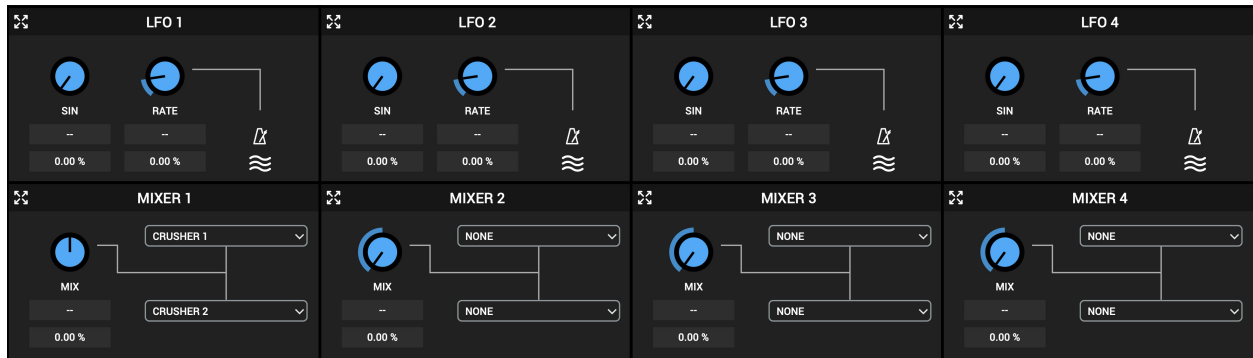 LFO 1 LFO 2 LFO 3 LFO 4
SIN RATE SIN RATE SIN RATE SIN RATE
-- -- -- -- -- -- -- --
0.00 % 0.00 % 0.00 % 0.00 % 0.00 % 0.00 % 0.00 % 0.00 %
MIXER 1 MIXER 2 MIXER 3 MIXER 4
CRUSHER 1 NONE NONE NONE
MIX MIX MIX MIX
-- CRUSHER 2 -- NONE -- NONE -- NONE
0.00 % 0.00 % 0.00 % 0.00 %